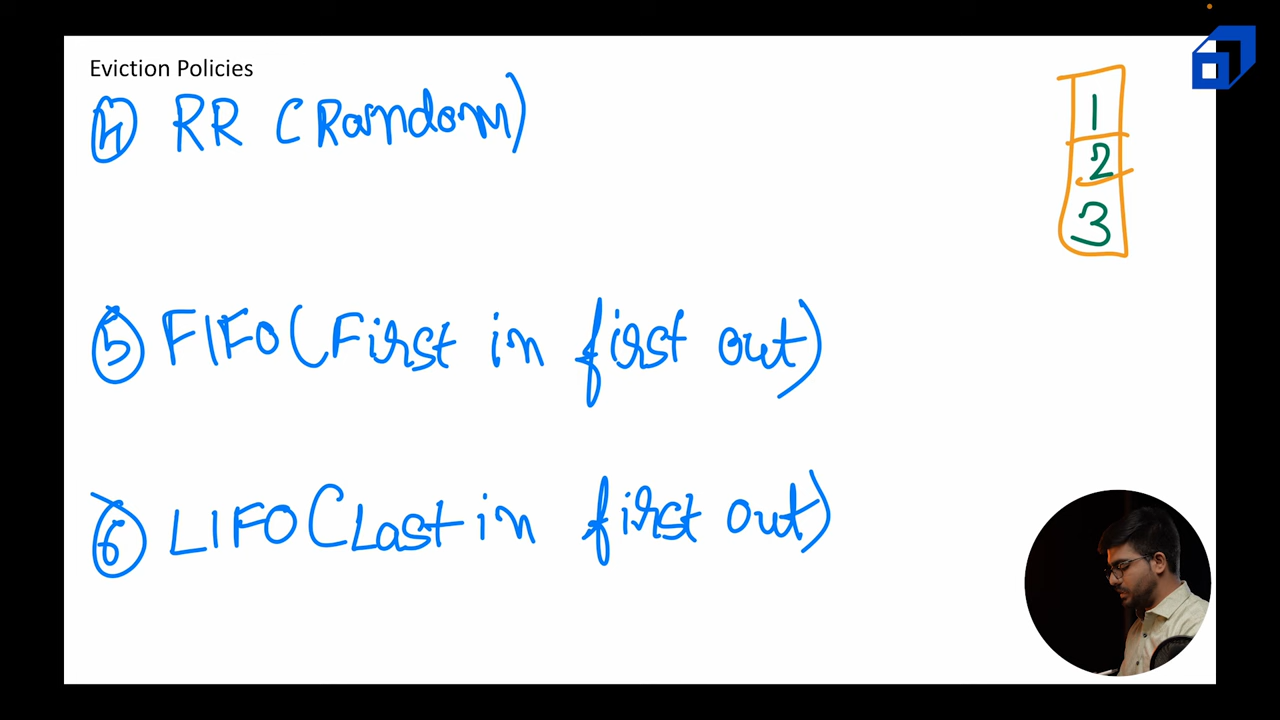 Eviction Policies
④ RR (Random)
1
2
3
⑤ FIFO (First in first out)
⑥ LIFO (Last in first out)